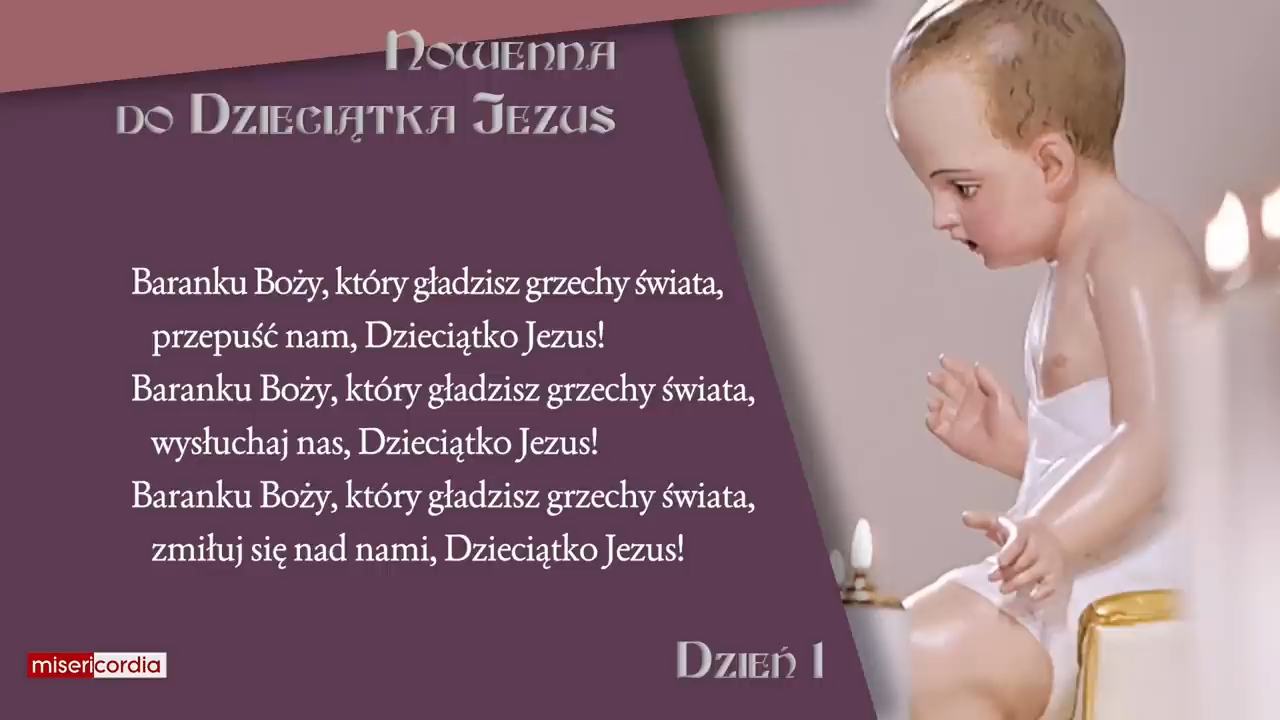 Nowenna
do Dzieciątka Jezus
Baranku Boży, który gładzisz grzechy świata,
przepuść nam, Dzieciątko Jezus!
Baranku Boży, który gładzisz grzechy świata,
wysłuchaj nas, Dzieciątko Jezus!
Baranku Boży, który gładzisz grzechy świata,
zmiłuj się nad nami, Dzieciątko Jezus!
misericordia
Dzień 1